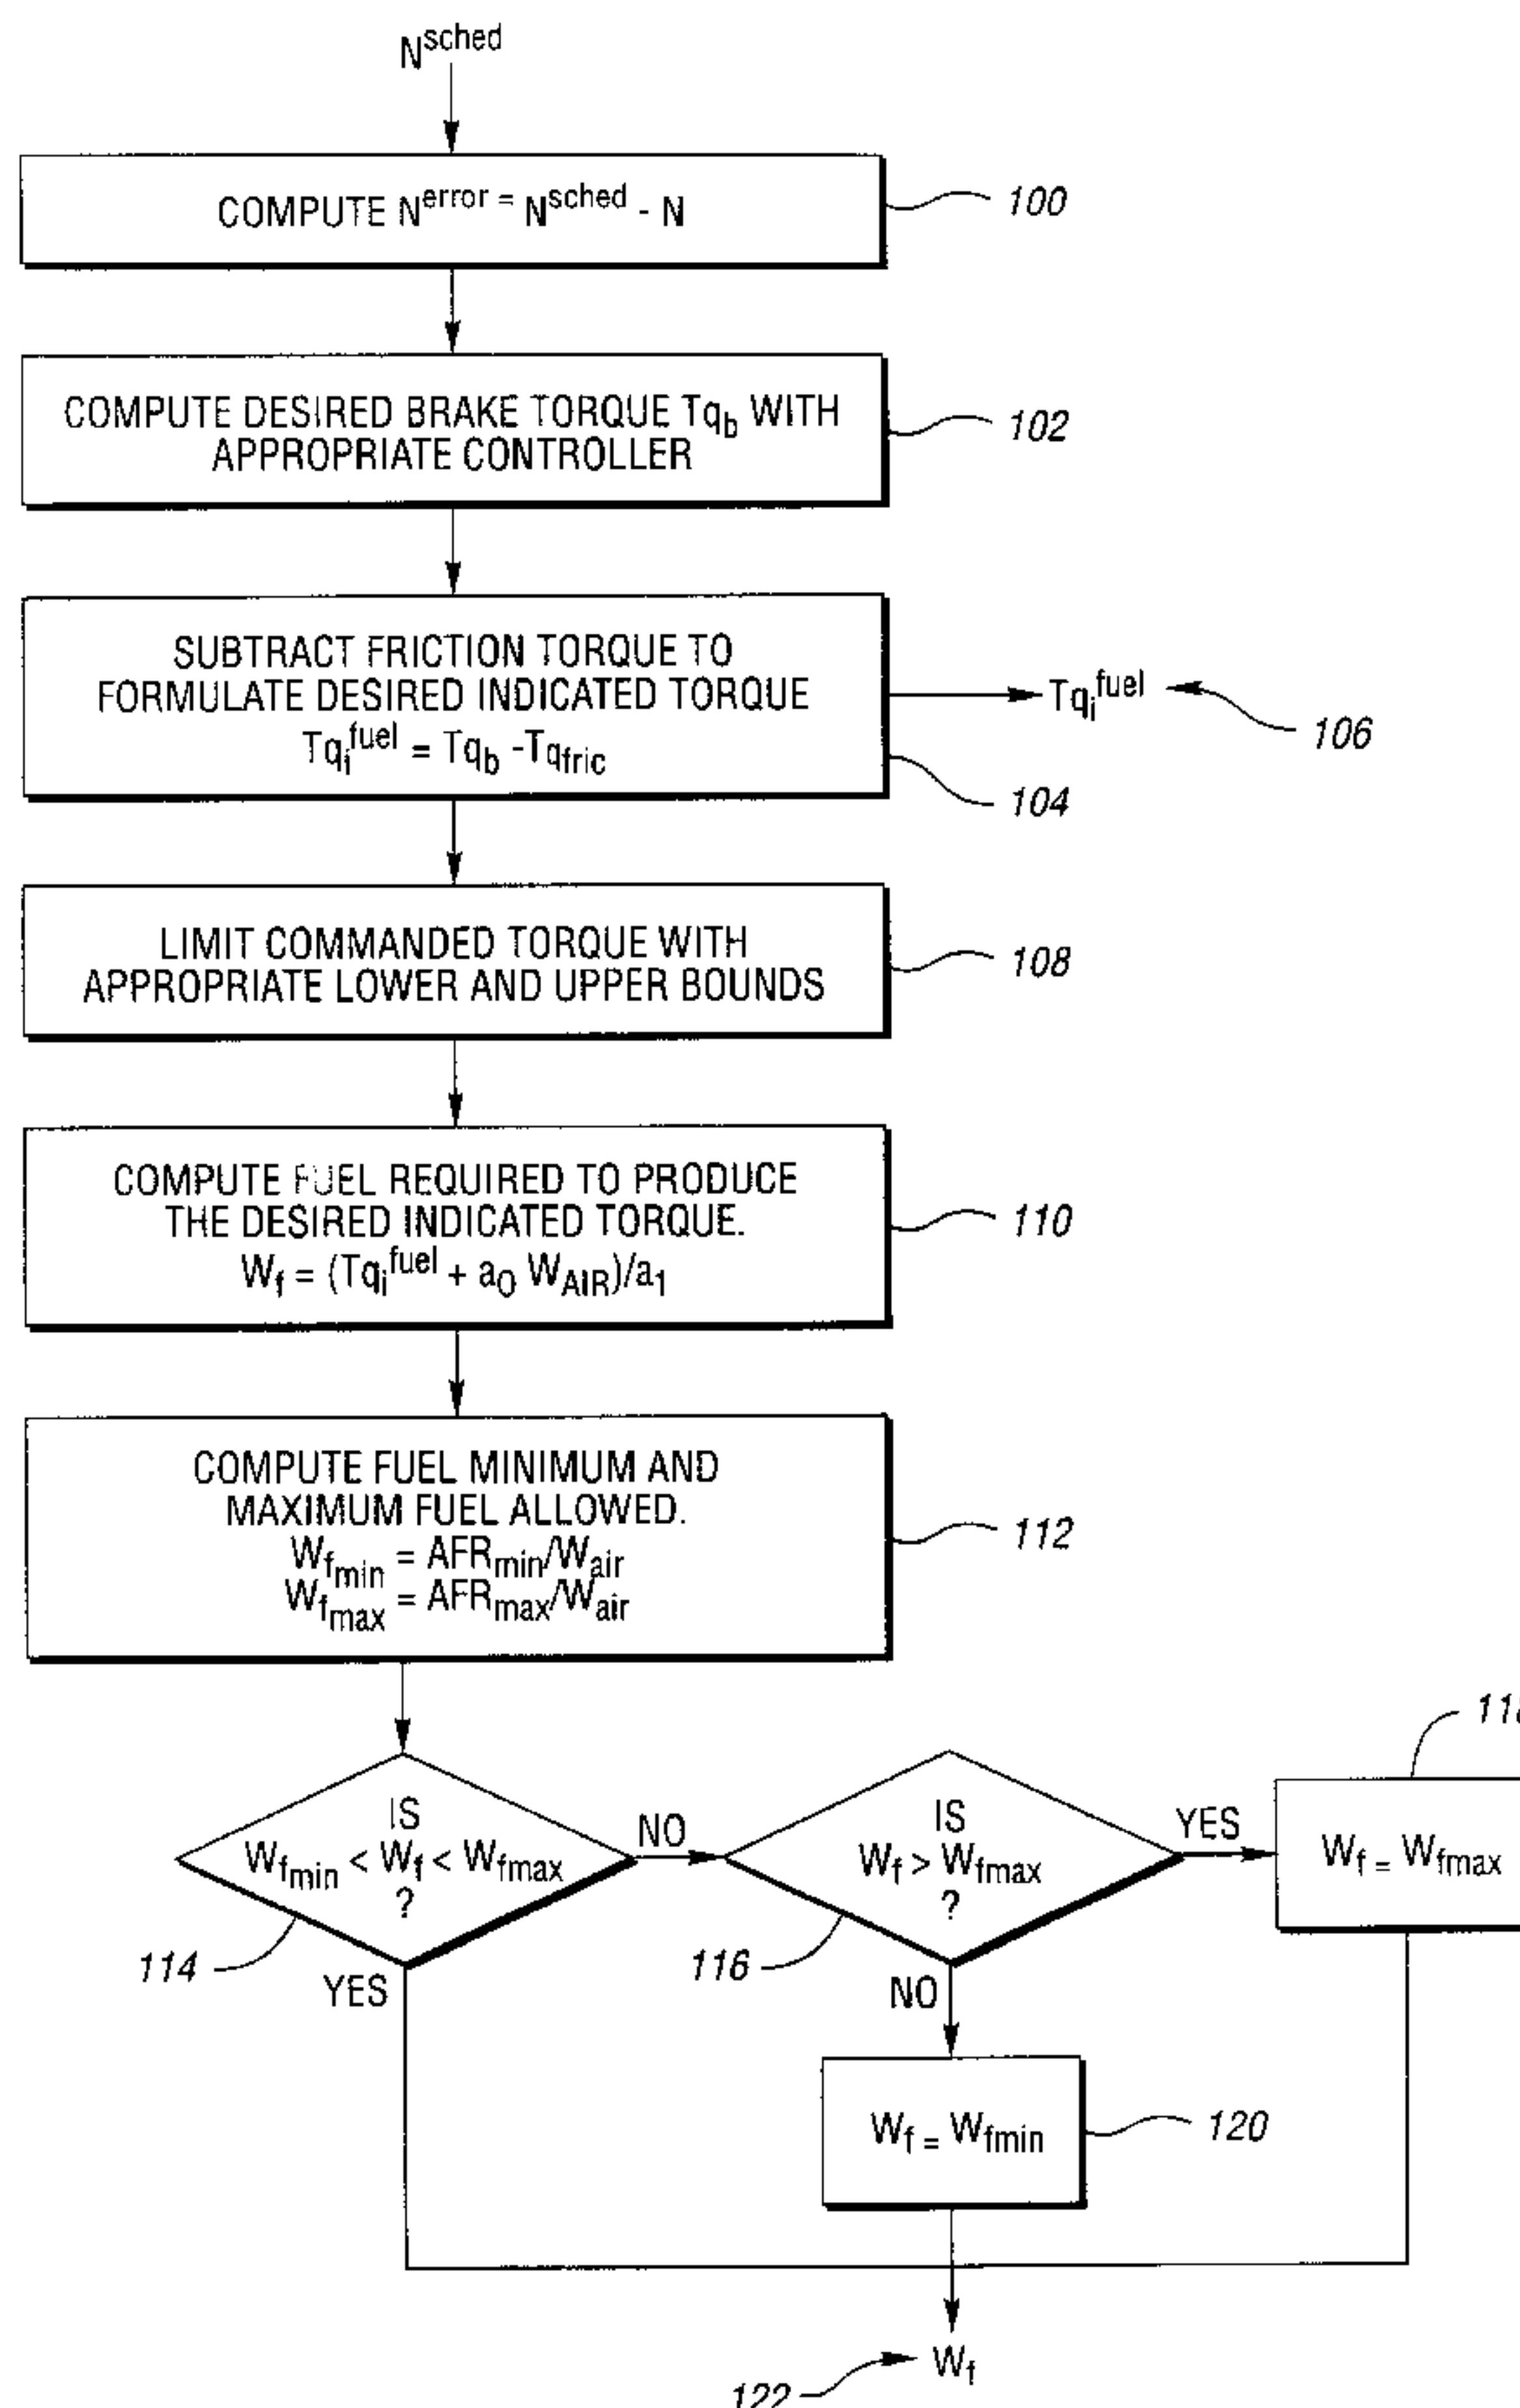 N^sched
COMPUTE N^error = N^sched - N
100
COMPUTE DESIRED BRAKE TORQUE Tq_b WITH
APPROPRIATE CONTROLLER
102
SUBTRACT FRICTION TORQUE TO
FORMULATE DESIRED INDICATED TORQUE
Tq_i^fuel = Tq_b -Tq_fric
Tq_i^fuel
106
104
LIMIT COMMANDED TORQUE WITH
APPROPRIATE LOWER AND UPPER BOUNDS
108
COMPUTE FUEL REQUIRED TO PRODUCE
THE DESIRED INDICATED TORQUE.
W_f = (Tq_i^fuel + a_0 W_AIR)/a_1
110
COMPUTE FUEL MINIMUM AND
MAXIMUM FUEL ALLOWED.
W_fmin = AFR_min/W_air
W_fmax = AFR_max/W_air
112
IS
W_fmin < W_f < W_fmax
?
NO
114
YES
IS
W_f > W_fmax
?
YES
116
NO
W_f = W_fmax
W_f = W_fmin
120
W_f
122